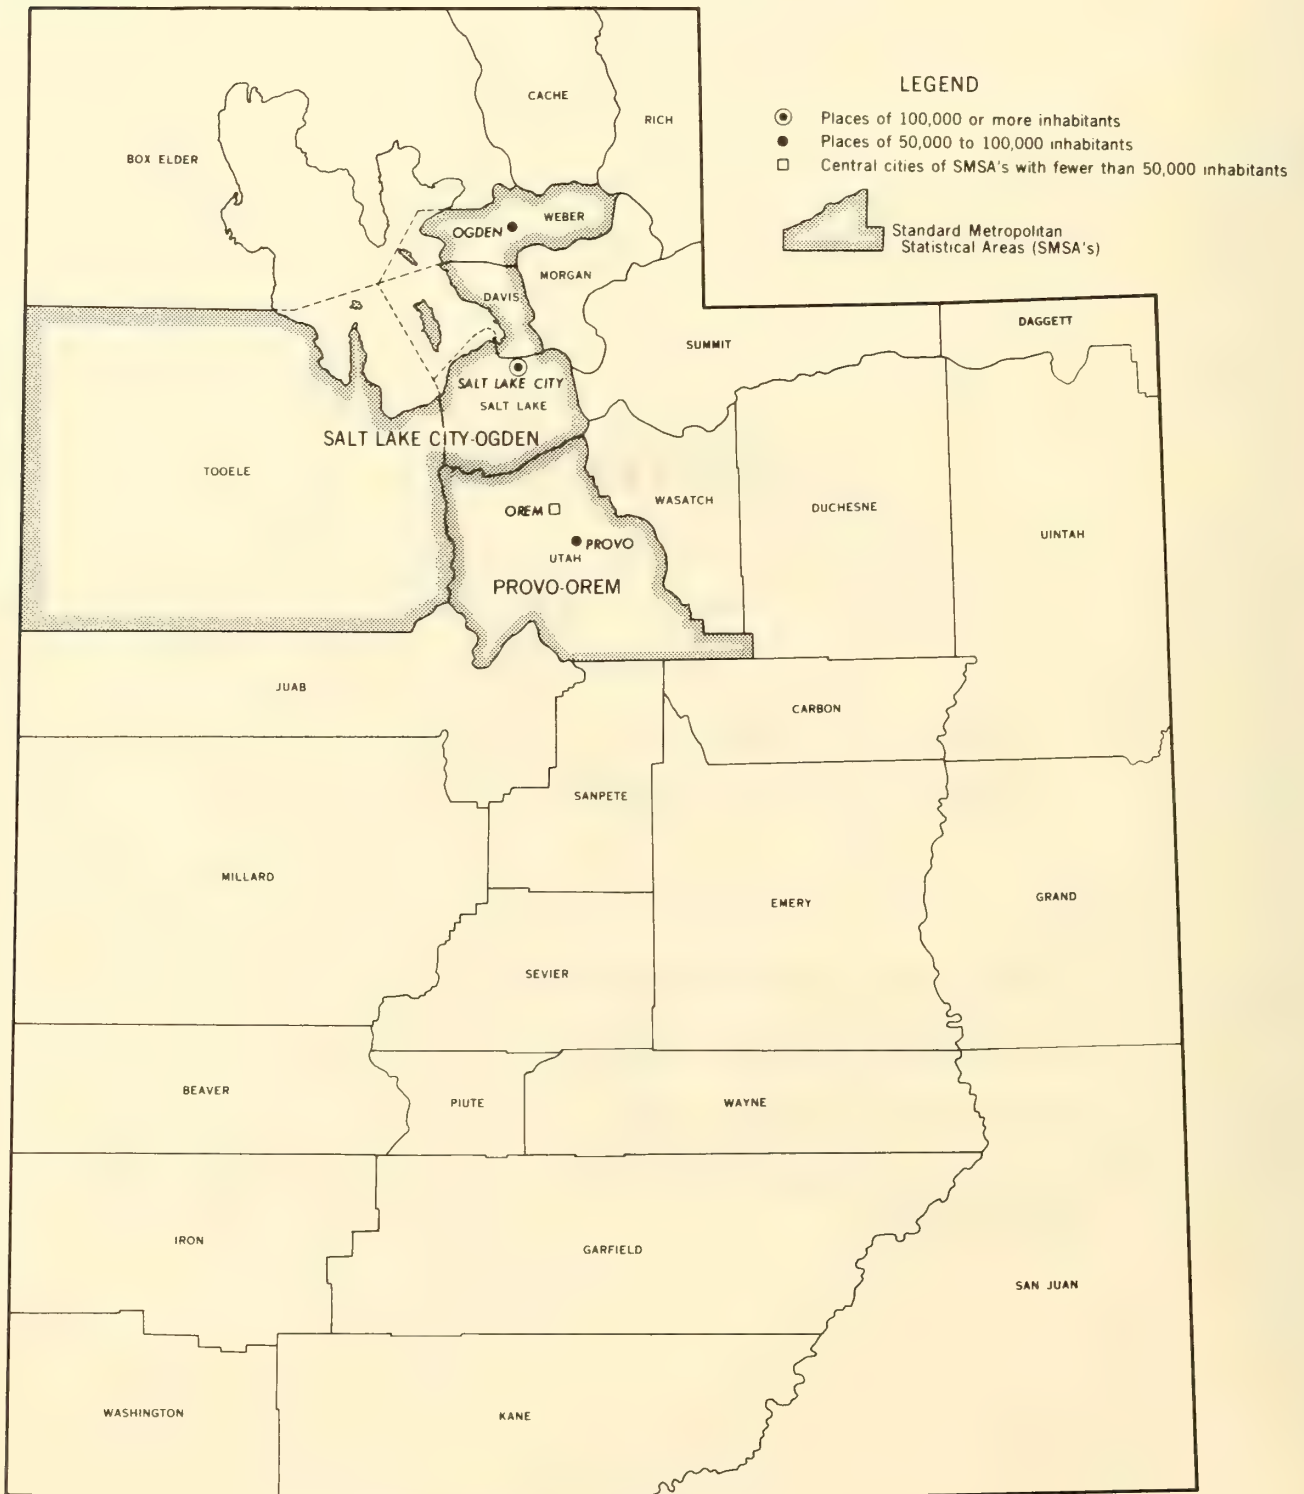 LEGEND
Places of 100,000 or more inhabitants
Places of 50,000 to 100,000 inhabitants
Central cities of SMSA's with fewer than 50,000 inhabitants
Standard Metropolitan
Statistical Areas (SMSA's)
CACHE
RICH
BOX ELDER
WEBER
OGDEN
MORGAN
DAVIS
DAGGETT
SUMMIT
SALT LAKE CITY
SALT LAKE
SALT LAKE CITY-OGDEN
TOOELE
WASATCH
DUCHESNE
OREM
UINTAH
PROVO
UTAH
PROVO-OREM
JUAB
CARBON
SANPETE
MILLARD
EMERY
GRAND
SEVIER
BEAVER
PIUTE
WAYNE
IRON
GARFIELD
SAN JUAN
WASHINGTON
KANE